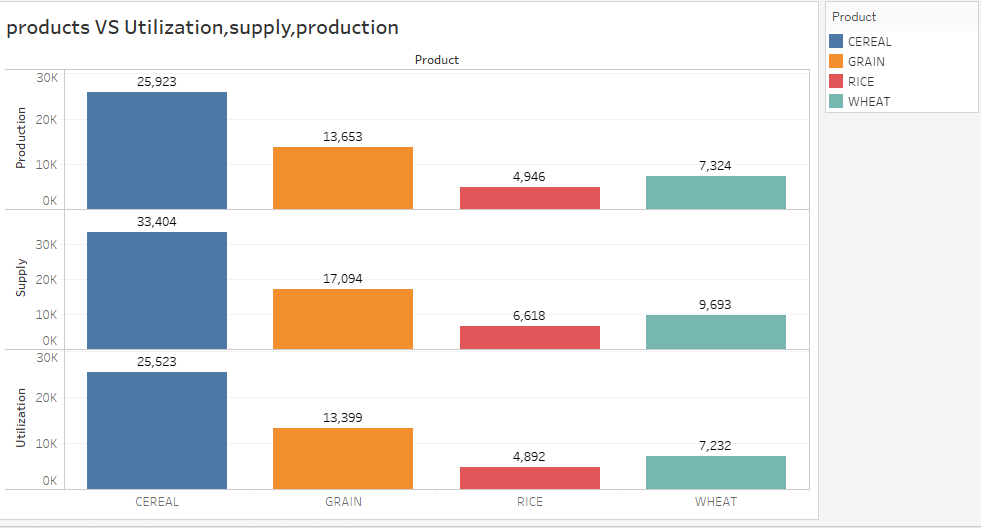 products VS Utilization,supply,production
Product
Production
30K
20K
10K
0K
25,923
13,653
4,946
7,324
Supply
30K
20K
10K
0K
33,404
17,094
6,618
9,693
Utilization
30K
20K
10K
0K
25,523
13,399
4,892
7,232
CEREAL
GRAIN
RICE
WHEAT
Product
CEREAL
GRAIN
RICE
WHEAT